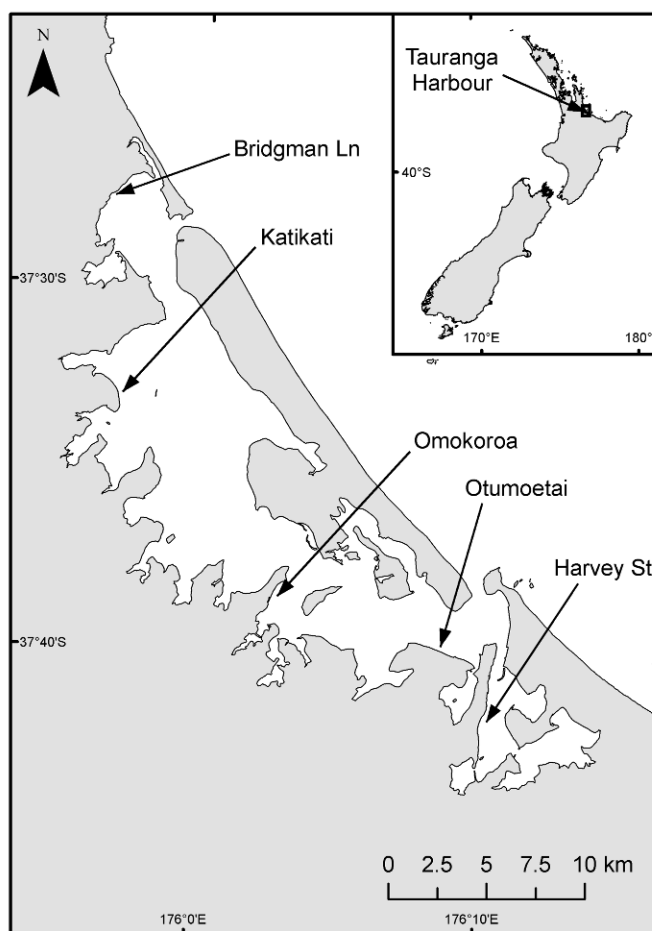 N
Tauranga
Harbour
Bridgman Ln
40°S
Katikati
37°30'S
170°E
180°
Omokoroa
Otumoetai
Harvey St
37°40'S
0 2.5 5 7.5 10 km
176°0'E
176°10'E